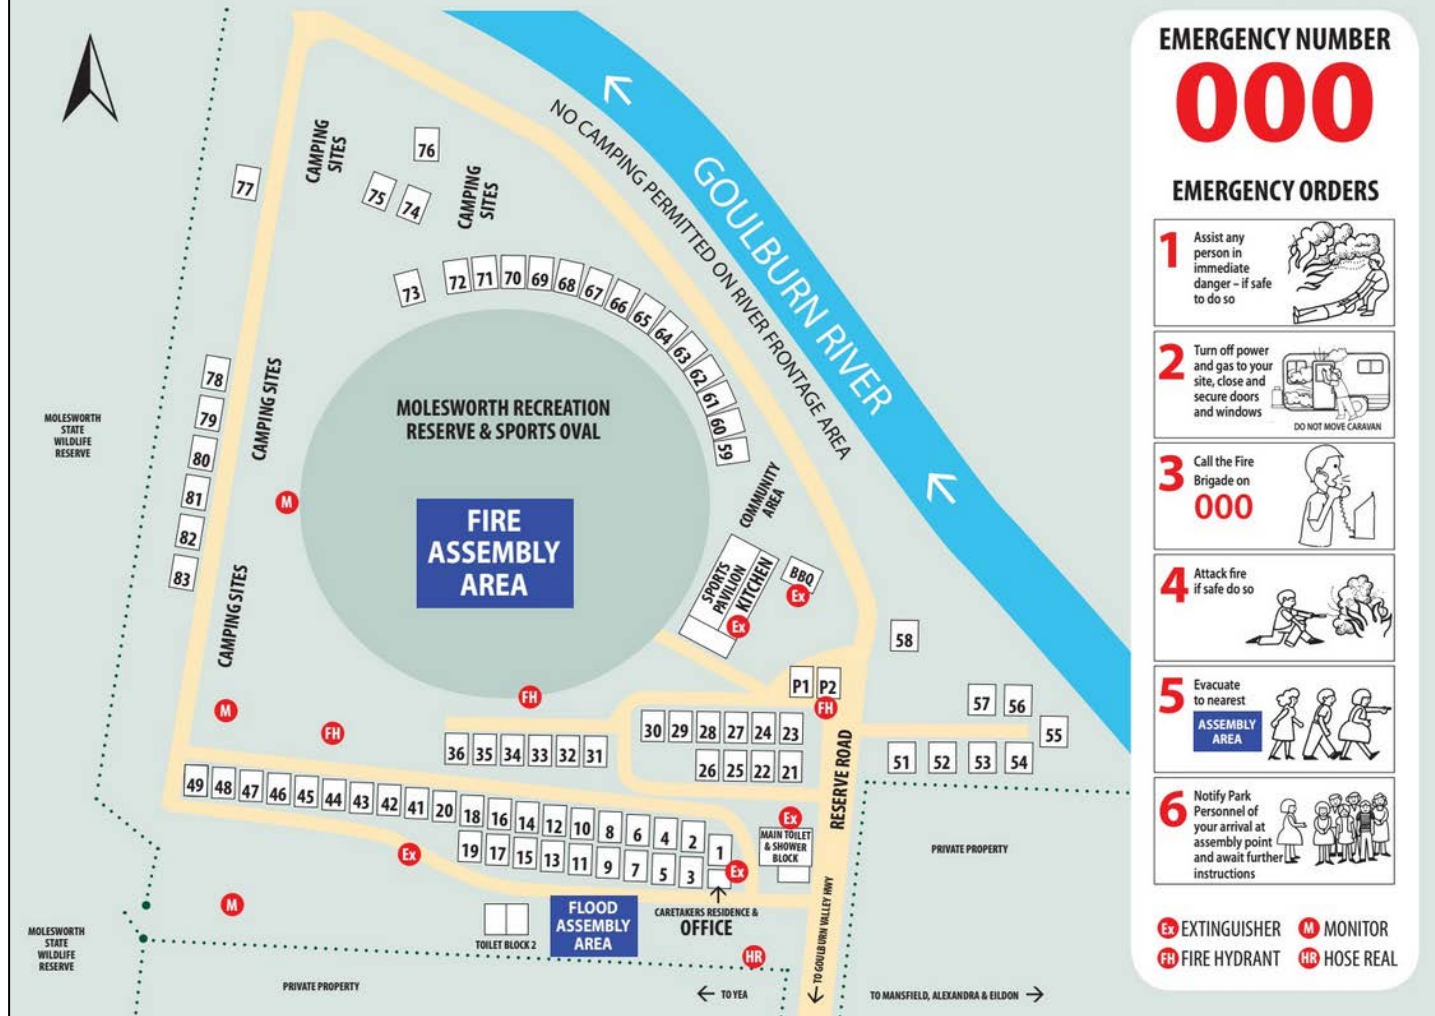 CAMPING
SITES
76
77
75
74
CAMPING
SITES
NO CAMPING PERMITTED ON RIVER FRONTAGE AREA
GOULBURN RIVER
73
72
71
70
69
68
67
66
65
64
63
62
61
60
59
78
79
80
81
82
83
CAMPING SITES
CAMPING SITES
MOLESWORTH
STATE
WILDLIFE
RESERVE
MOLESWORTH RECREATION
RESERVE & SPORTS OVAL
M
FIRE
ASSEMBLY
AREA
COMMUNITY
AREA
SPORTS
PAVILION
KITCHEN
Ex
BBQ
Ex
58
P1
P2
FH
FH
M
FH
30
29
28
27
24
23
26
25
22
21
36
35
34
33
32
31
57
56
55
51
52
53
54
RESERVE ROAD
49
48
47
46
45
44
43
42
41
20
18
16
14
12
10
8
6
4
2
1
19
17
15
13
11
9
7
5
3
Ex
Ex
Ex
MAIN TOILET
& SHOWER
BLOCK
PRIVATE PROPERTY
M
TOILET BLOCK 2
FLOOD
ASSEMBLY
AREA
CARETAKERS RESIDENCE &
OFFICE
HR
MOLESWORTH
STATE
WILDLIFE
RESERVE
PRIVATE PROPERTY
← TO YEA
← TO GOULBURN VALLEY HWY
TO MANSFIELD, ALEXANDRA & EILDON →
EMERGENCY NUMBER
000
EMERGENCY ORDERS
1
Assist any
person in
immediate
danger – if safe
to do so
2
Turn off power
and gas to your
site, close and
secure doors
and windows
DO NOT MOVE CARAVAN
3
Call the Fire
Brigade on
000
4
Attack fire
if safe do so
5
Evacuate
to nearest
ASSEMBLY
AREA
6
Notify Park
Personnel of
your arrival at
assembly point
and await further
instructions
Ex EXTINGUISHER
M MONITOR
FH FIRE HYDRANT
HR HOSE REAL